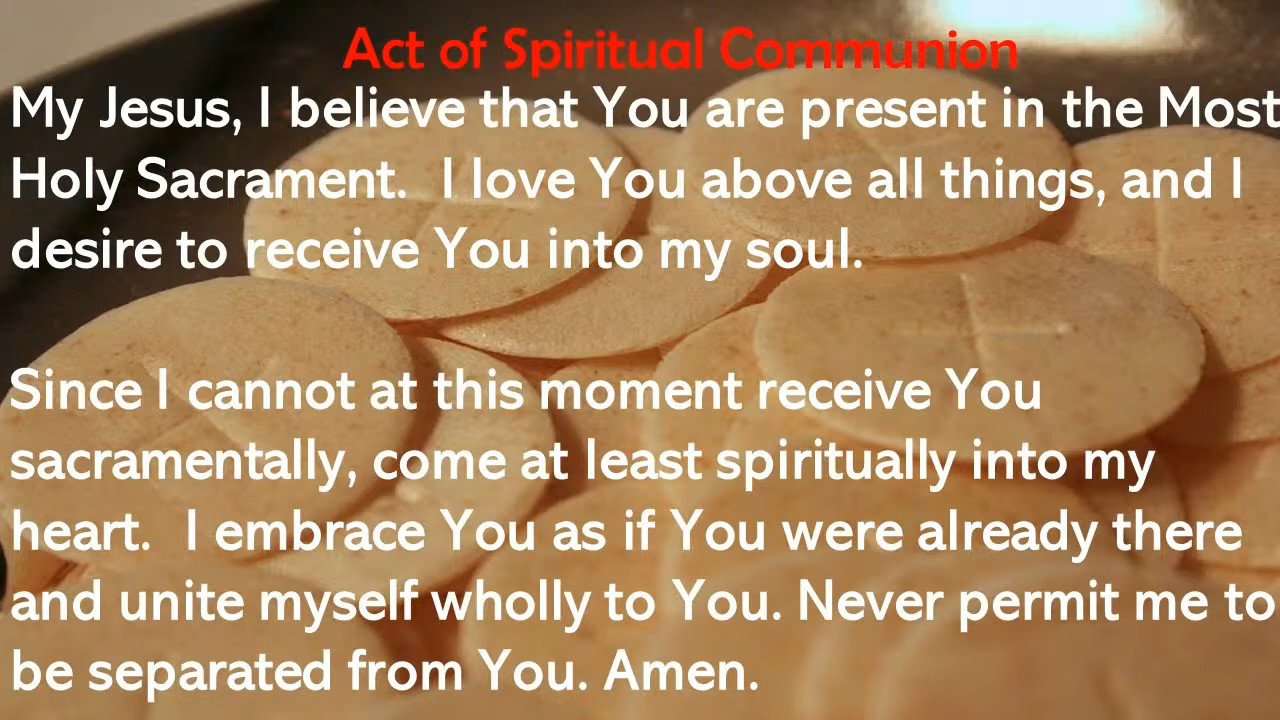 Act of Spiritual Communion
My Jesus, I believe that You are present in the Most
Holy Sacrament.  I love You above all things, and I
desire to receive You into my soul.
Since I cannot at this moment receive You
sacramentally, come at least spiritually into my
heart.  I embrace You as if You were already there
and unite myself wholly to You. Never permit me to
be separated from You. Amen.